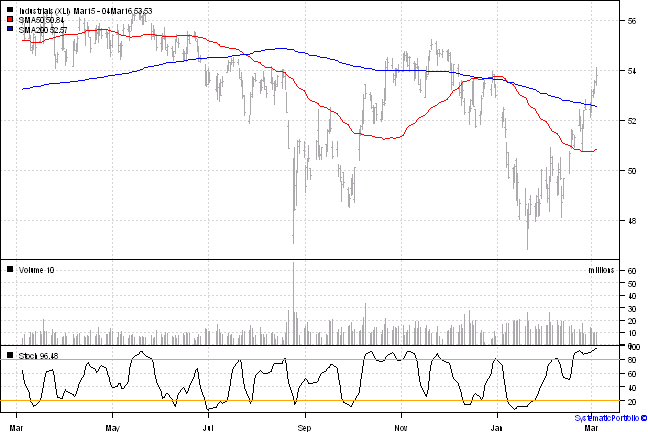 Industrials (XLI) Mar15 - 04Mar16 53.53
SMA50 50.84
SMA200 52.57
56
54
52
50
48
Volume 10
millions
60
50
40
30
20
10
0
Stoch 96.48
100
80
60
40
20
Mar May Jul Sep Nov Jan Mar
SystematicPortfolio ©